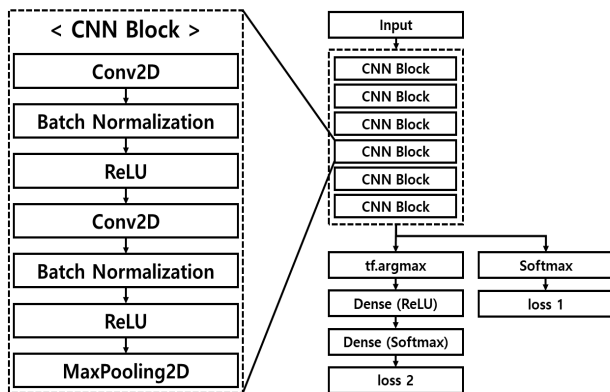 < CNN Block >
Conv2D
Batch Normalization
ReLU
Conv2D
Batch Normalization
ReLU
MaxPooling2D
Input
CNN Block
CNN Block
CNN Block
CNN Block
CNN Block
CNN Block
tf.argmax
Softmax
Dense (ReLU)
loss 1
Dense (Softmax)
loss 2